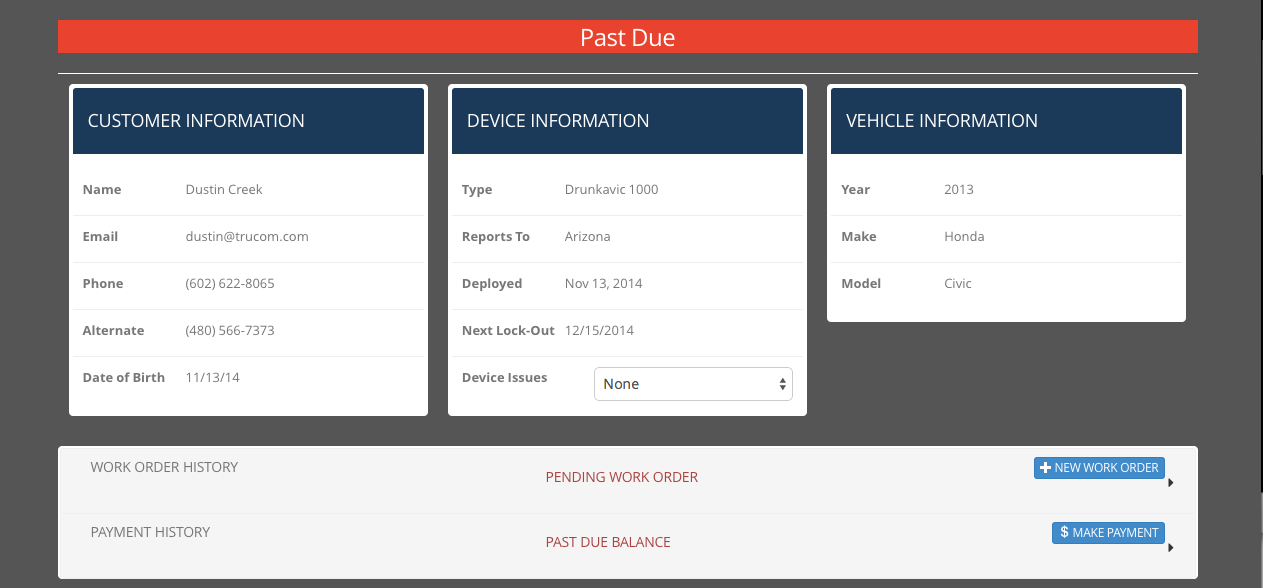 Past Due
CUSTOMER INFORMATION
Name Dustin Creek
Email dustin@trucom.com
Phone (602) 622-8065
Alternate (480) 566-7373
Date of Birth 11/13/14
DEVICE INFORMATION
Type Drunkavic 1000
Reports To Arizona
Deployed Nov 13, 2014
Next Lock-Out 12/15/2014
Device Issues None
VEHICLE INFORMATION
Year 2013
Make Honda
Model Civic
WORK ORDER HISTORY PENDING WORK ORDER NEW WORK ORDER
PAYMENT HISTORY PAST DUE BALANCE $ MAKE PAYMENT